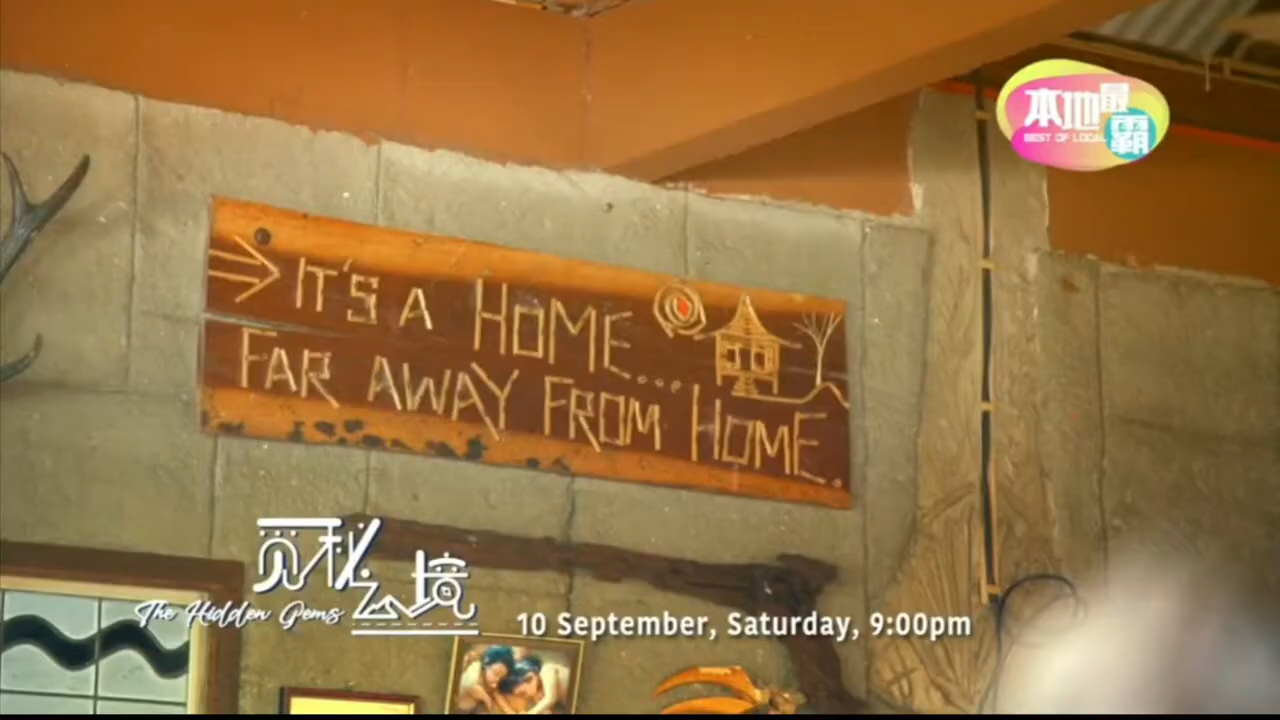 本地最霸
BEST OF LOCAL
IT'S A HOME...
FAR AWAY FROM HOME.
觅秘之境
The Hidden Gems
10 September, Saturday, 9:00pm